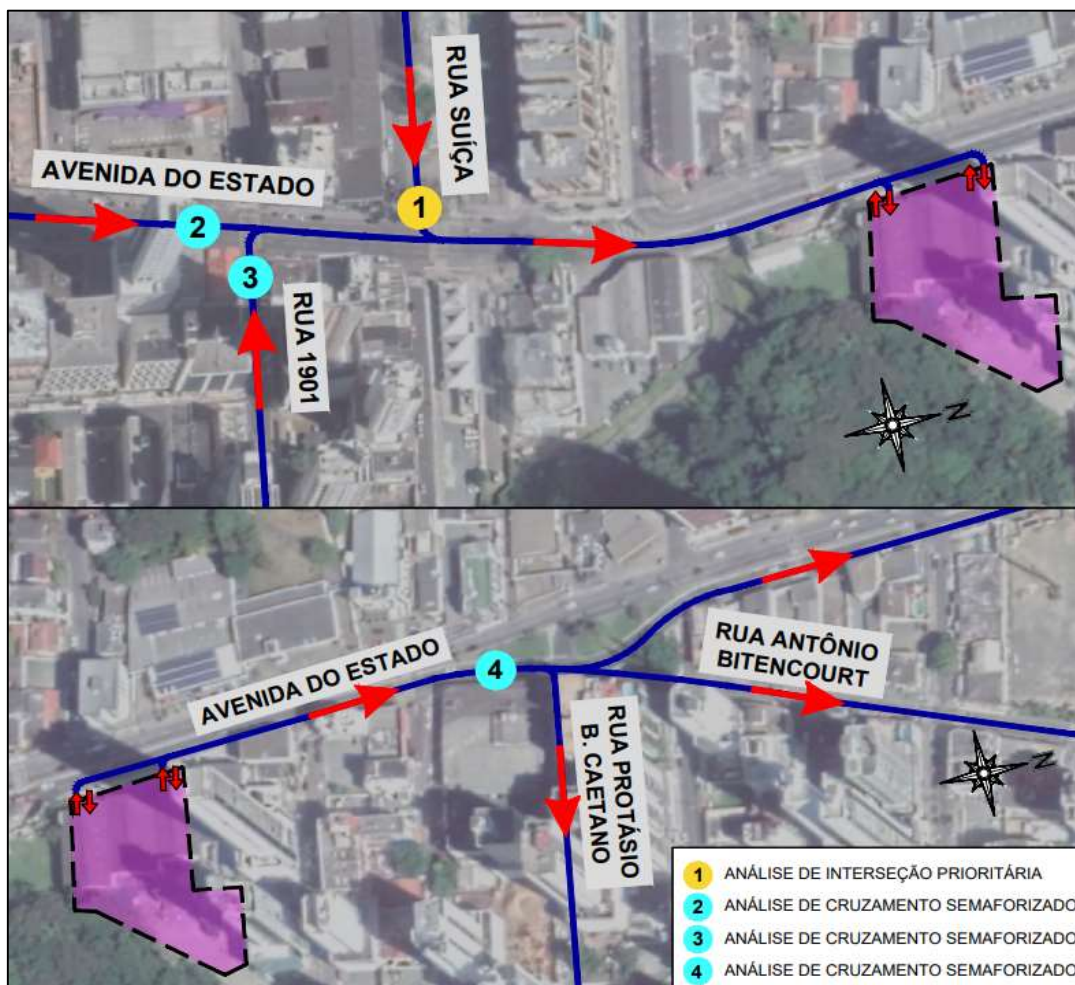 RUA SUÍÇA
AVENIDA DO ESTADO
1
2
3
RUA 1901
N
AVENIDA DO ESTADO
4
RUA ANTÔNIO
BITENCOURT
RUA PROTÁSIO
B. CAETANO
N
1 ANÁLISE DE INTERSEÇÃO PRIORITÁRIA
2 ANÁLISE DE CRUZAMENTO SEMAFORIZADO
3 ANÁLISE DE CRUZAMENTO SEMAFORIZADO
4 ANÁLISE DE CRUZAMENTO SEMAFORIZADO